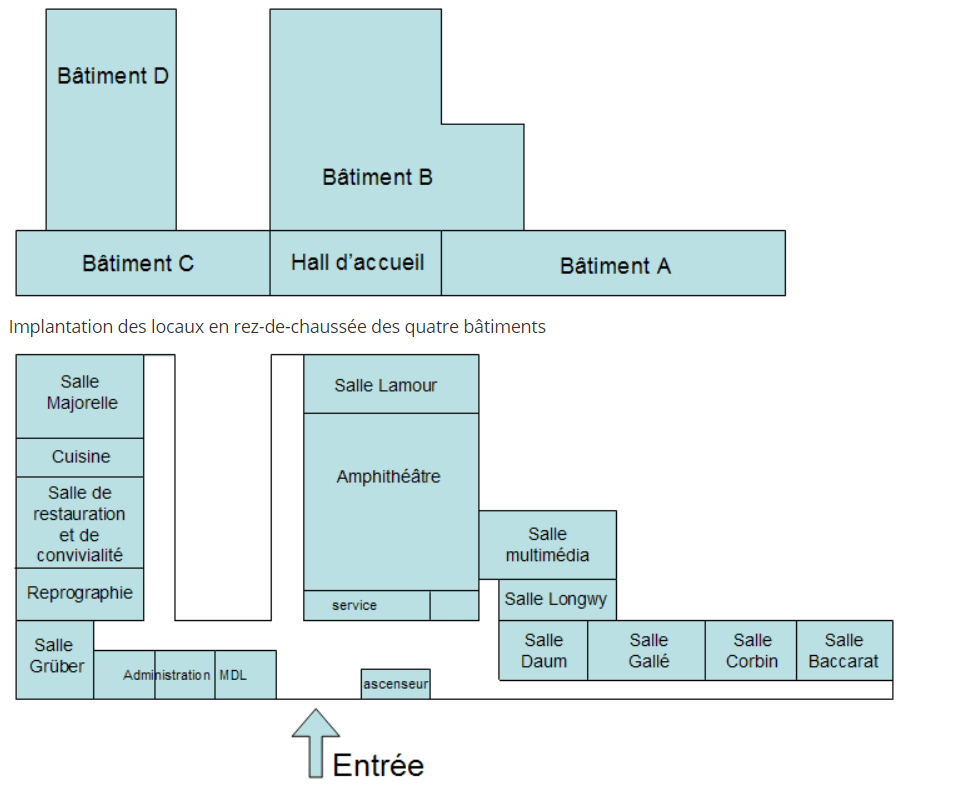 Bâtiment D
Bâtiment B
Bâtiment C
Hall d'accueil
Bâtiment A
Implantation des locaux en rez-de-chaussée des quatre bâtiments
Salle
Majorelle
Cuisine
Salle de
restauration
et de
convivialité
Reprographie
Salle
Grüber
Administration
MDL
Salle Lamour
Amphithéâtre
service
ascenseur
Salle
multimédia
Salle Longwy
Salle
Daum
Salle
Gallé
Salle
Corbin
Salle
Baccarat
Entrée